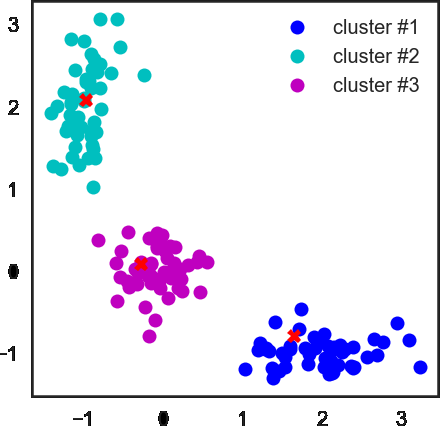 cluster #1
cluster #2
cluster #3
3
2
1
0
−1
−1 0 1 2 3